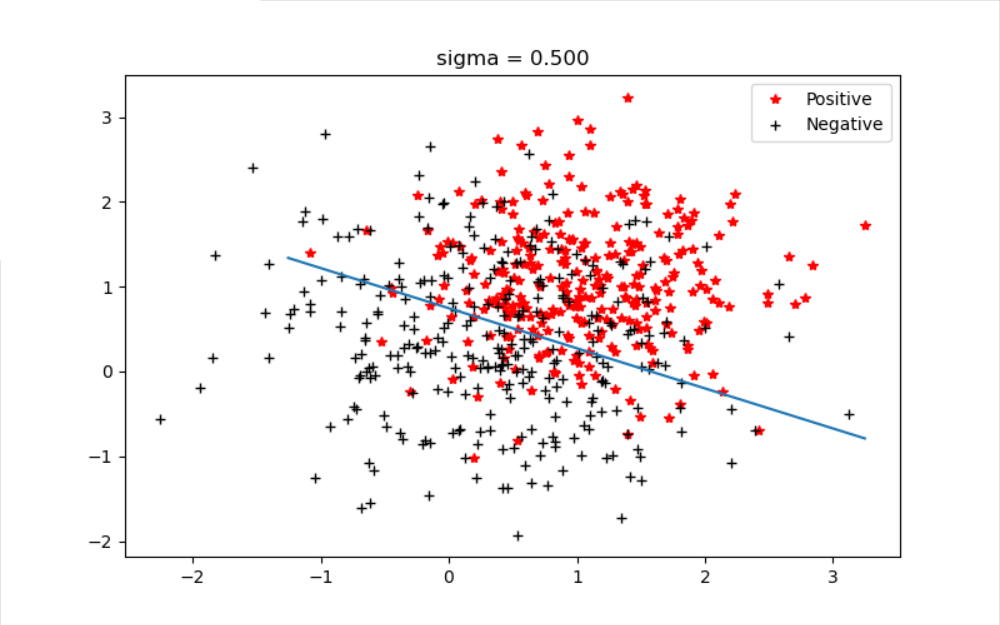 sigma = 0.500
Positive
Negative
3
2
1
0
−1
−2
−2 −1 0 1 2 3